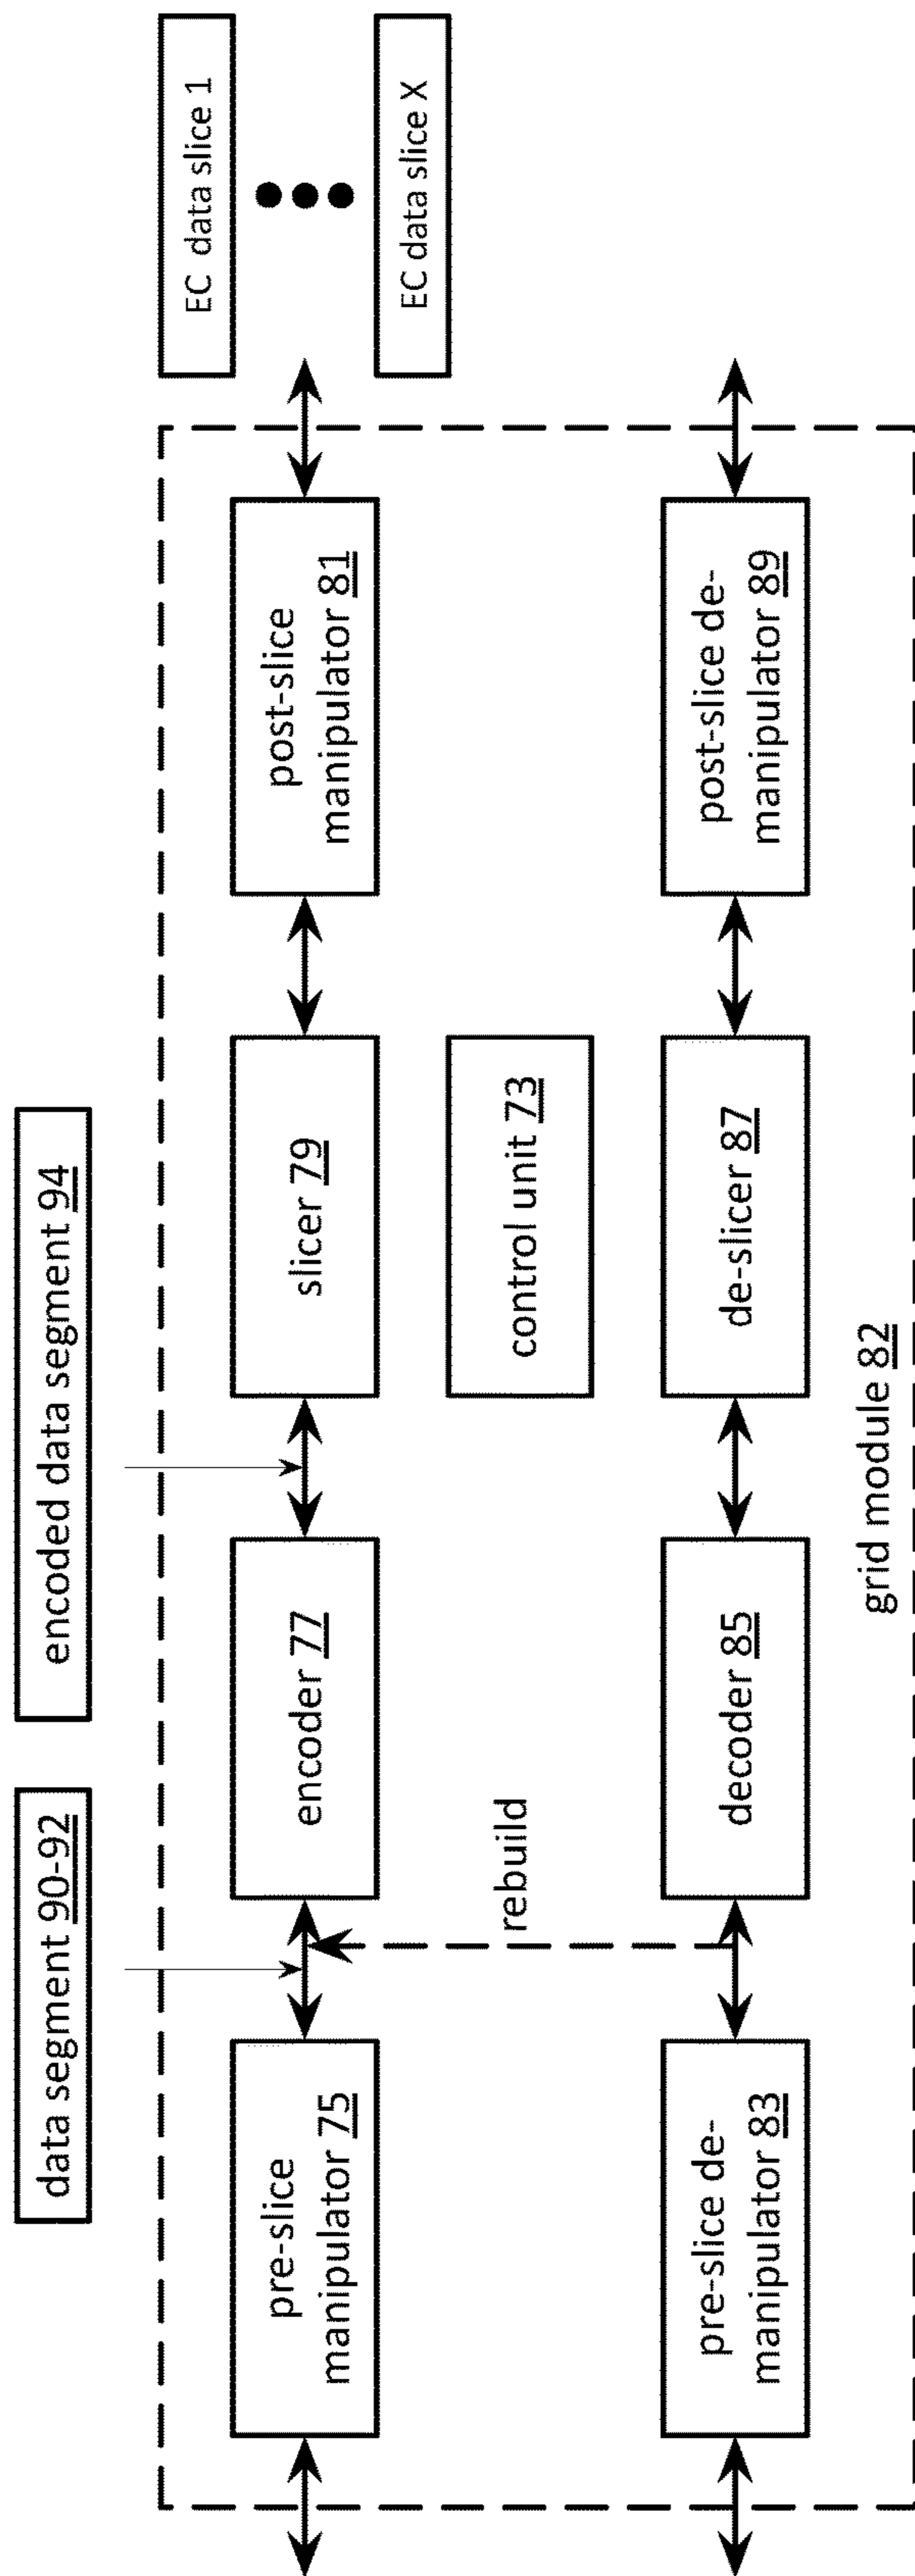 data segment 90-92
encoded data segment 94
pre-slice
manipulator 75
encoder 77
slicer 79
post-slice
manipulator 81
EC data slice 1
EC data slice X
rebuild
control unit 73
pre-slice de-
manipulator 83
decoder 85
de-slicer 87
post-slice de-
manipulator 89
grid module 82